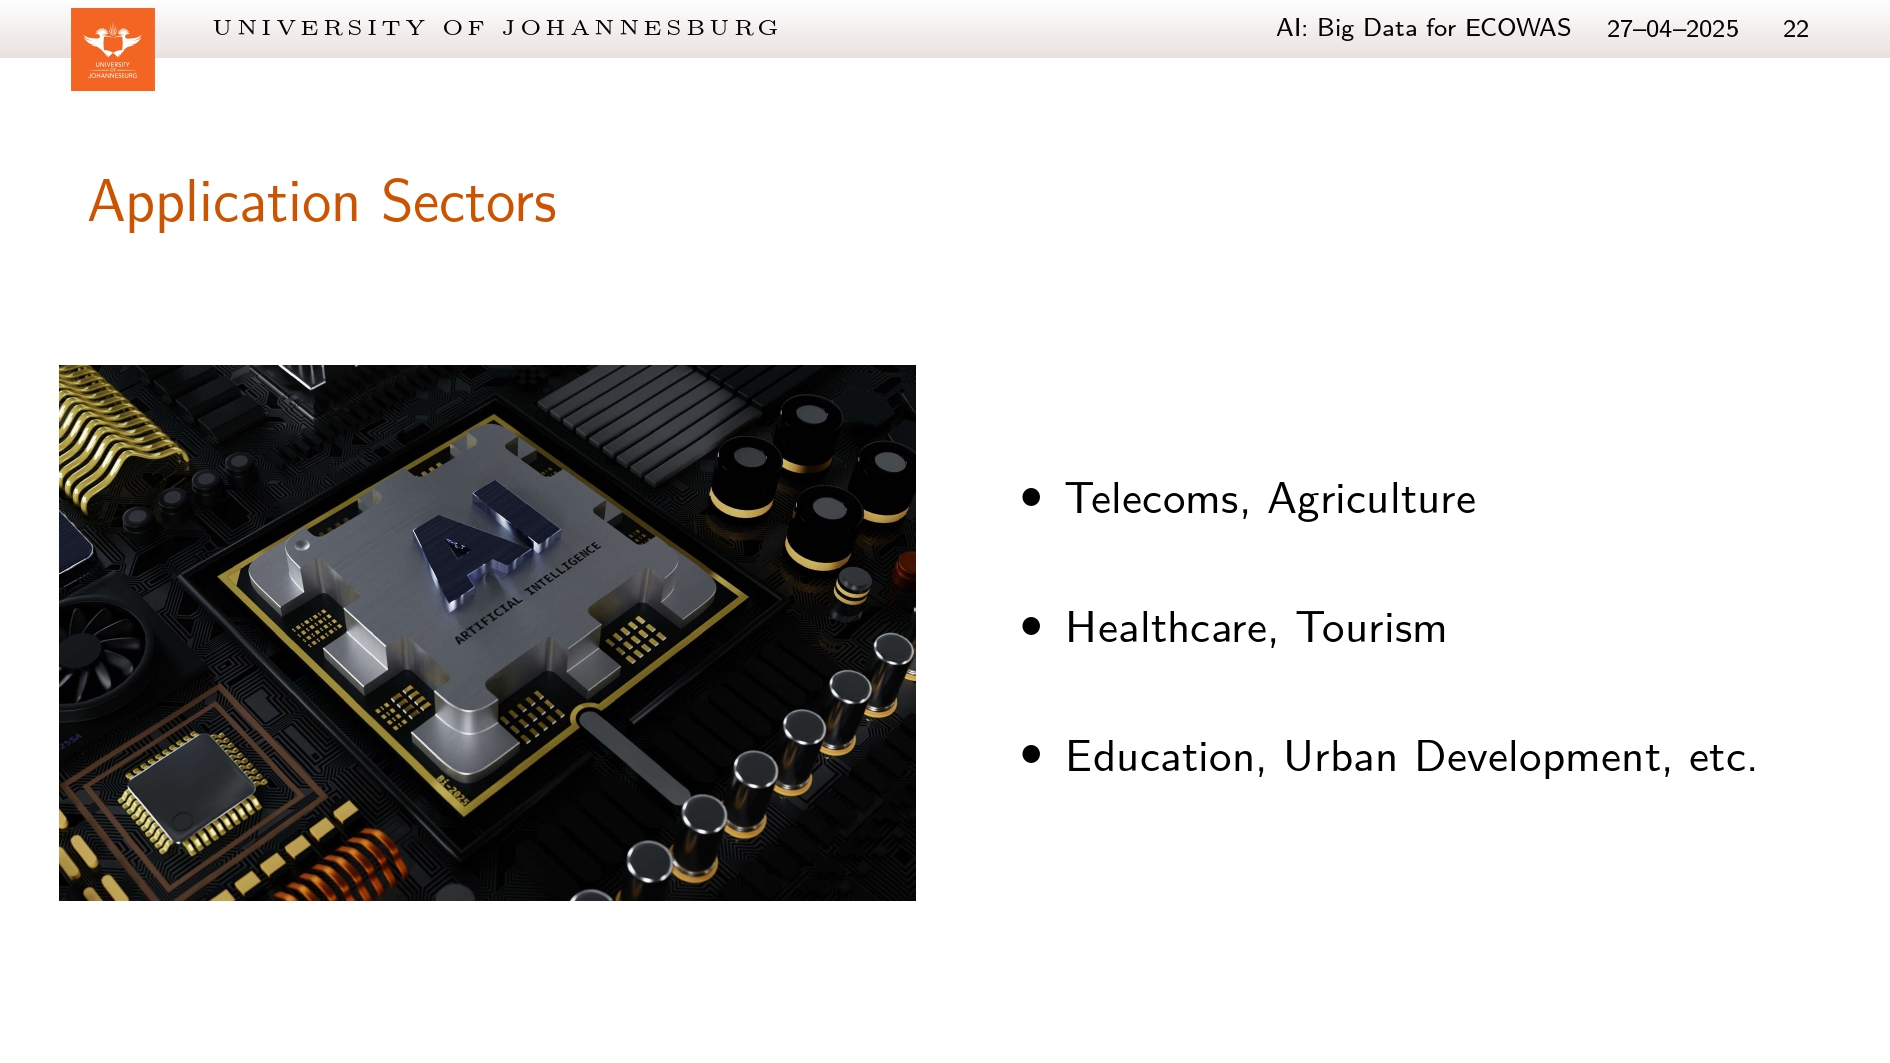 UNIVERSITY OF JOHANNESBURG
AI: Big Data for ECOWAS 27–04–2025 22
UNIVERSITY
OF
JOHANNESBURG
Application Sectors
AI
ARTIFICIAL INTELLIGENCE
• Telecoms, Agriculture
• Healthcare, Tourism
• Education, Urban Development, etc.